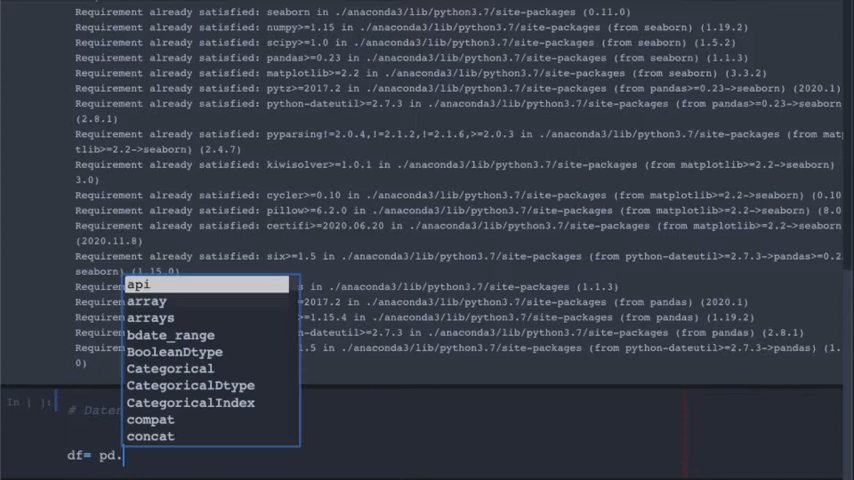 Requirement already satisfied: seaborn in ./anaconda3/lib/python3.7/site-packages (0.11.0)
Requirement already satisfied: numpy>=1.15 in ./anaconda3/lib/python3.7/site-packages (from seaborn) (1.19.2)
Requirement already satisfied: scipy>=1.0 in ./anaconda3/lib/python3.7/site-packages (from seaborn) (1.5.2)
Requirement already satisfied: pandas>=0.23 in ./anaconda3/lib/python3.7/site-packages (from seaborn) (1.1.3)
Requirement already satisfied: matplotlib>=2.2 in ./anaconda3/lib/python3.7/site-packages (from seaborn) (3.3.2)
Requirement already satisfied: pytz>=2017.2 in ./anaconda3/lib/python3.7/site-packages (from pandas>=0.23->seaborn) (2020.1)
Requirement already satisfied: python-dateutil>=2.7.3 in ./anaconda3/lib/python3.7/site-packages (from pandas>=0.23->seaborn)
(2.8.1)
Requirement already satisfied: pyparsing!=2.0.4,!=2.1.2,!=2.1.6,>=2.0.3 in ./anaconda3/lib/python3.7/site-packages (from mat
tlib>=2.2->seaborn) (2.4.7)
Requirement already satisfied: kiwisolver>=1.0.1 in ./anaconda3/lib/python3.7/site-packages (from matplotlib>=2.2->seaborn)
3.0)
Requirement already satisfied: cycler>=0.10 in ./anaconda3/lib/python3.7/site-packages (from matplotlib>=2.2->seaborn) (0.10
Requirement already satisfied: pillow>=6.2.0 in ./anaconda3/lib/python3.7/site-packages (from matplotlib>=2.2->seaborn) (8.0
Requirement already satisfied: certifi>=2020.06.20 in ./anaconda3/lib/python3.7/site-packages (from matplotlib>=2.2->seaborn)
(2020.11.8)
Requirement already satisfied: six>=1.5 in ./anaconda3/lib/python3.7/site-packages (from python-dateutil>=2.7.3->pandas>=0.2
seaborn) (1.15.0)
Requirem s in ./anaconda3/lib/python3.7/site-packages (1.1.3)
Requirem =2017.2 in ./anaconda3/lib/python3.7/site-packages (from pandas) (2020.1)
Requirem >=1.15.4 in ./anaconda3/lib/python3.7/site-packages (from pandas) (1.19.2)
Requirem n-dateutil>=2.7.3 in ./anaconda3/lib/python3.7/site-packages (from pandas) (2.8.1)
Requirem 1.5 in ./anaconda3/lib/python3.7/site-packages (from python-dateutil>=2.7.3->pandas) (1.
0)
api
array
arrays
bdate_range
BooleanDtype
Categorical
CategoricalDtype
CategoricalIndex
compat
concat
In [ ]:
# Daten
df= pd.